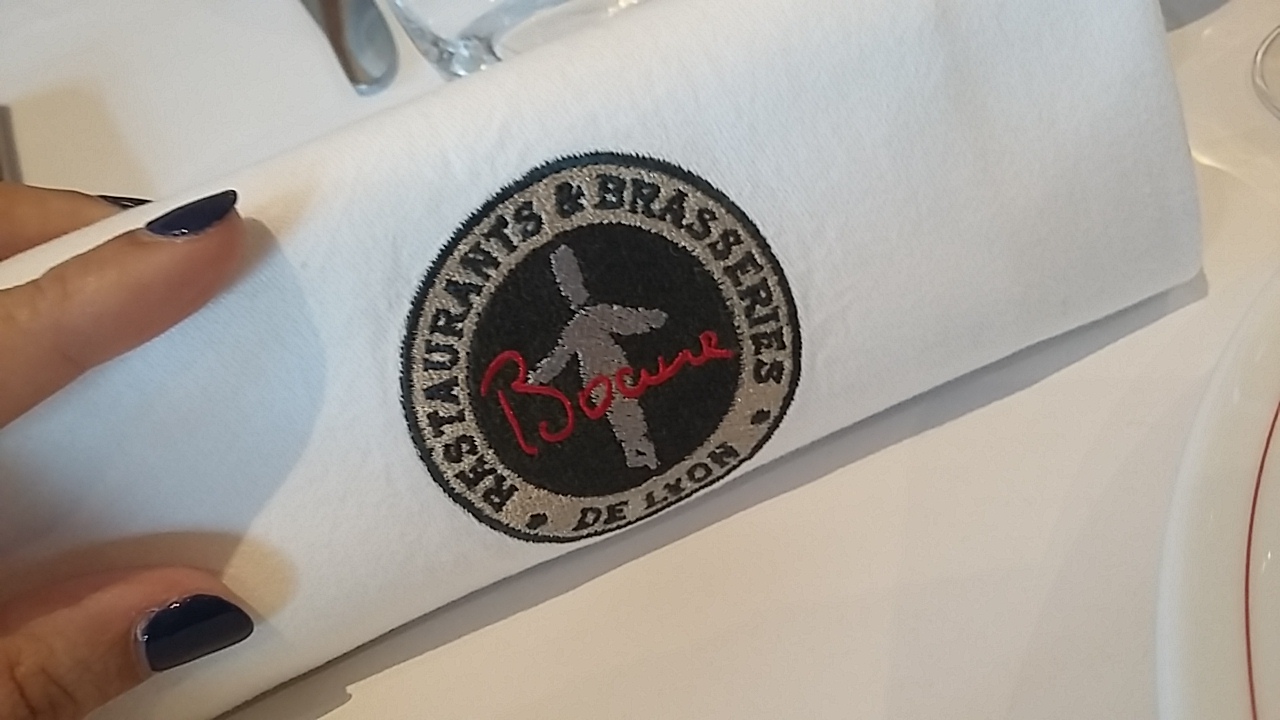 RESTAURANTS & BRASSERIES
Bocuse
DE LYON